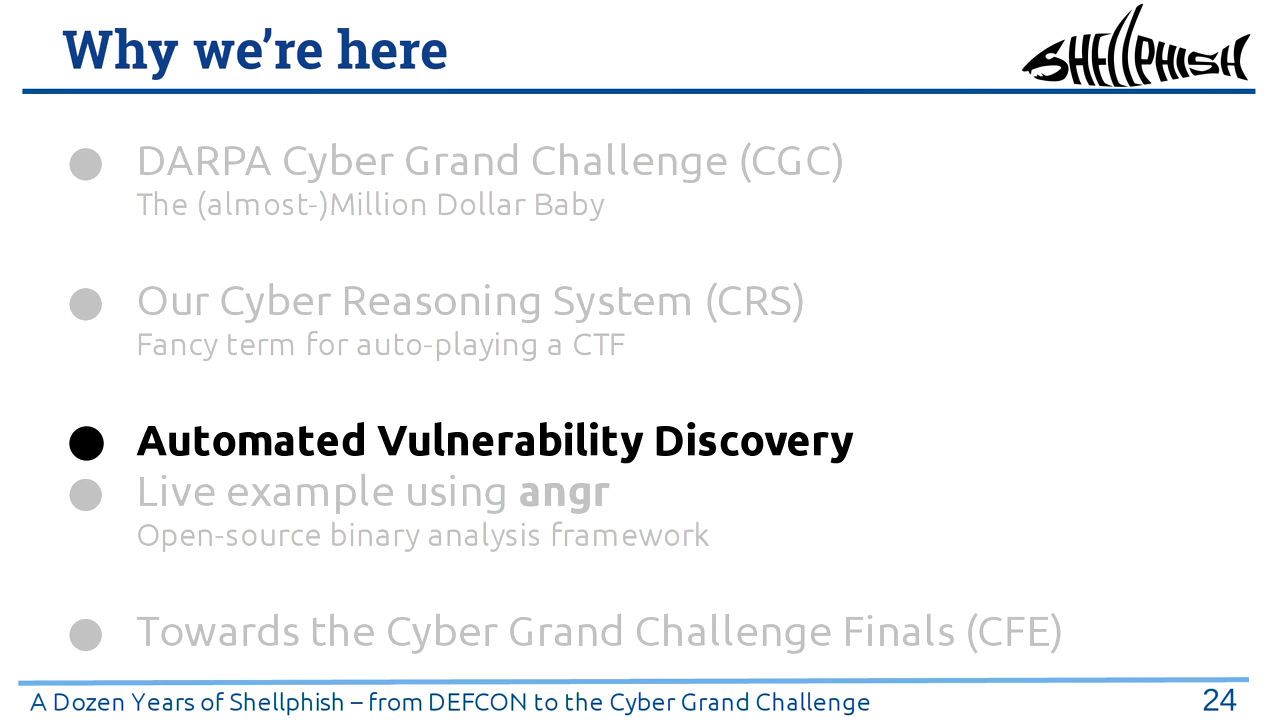 Why we’re here
SHELLPHISH
● DARPA Cyber Grand Challenge (CGC)
The (almost-)Million Dollar Baby
● Our Cyber Reasoning System (CRS)
Fancy term for auto-playing a CTF
● Automated Vulnerability Discovery
● Live example using angr
Open-source binary analysis framework
● Towards the Cyber Grand Challenge Finals (CFE)
A Dozen Years of Shellphish – from DEFCON to the Cyber Grand Challenge
24